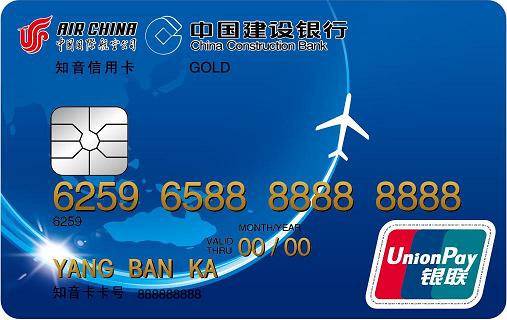 AIR CHINA
中国国际航空公司
中国建设银行
China Construction Bank
知音信用卡
GOLD
6259 6588 8888 8888
6259
MONTH/YEAR
VALID THRU 00/00
YANG BAN KA
知音卡卡号 888888888
UnionPay
银联